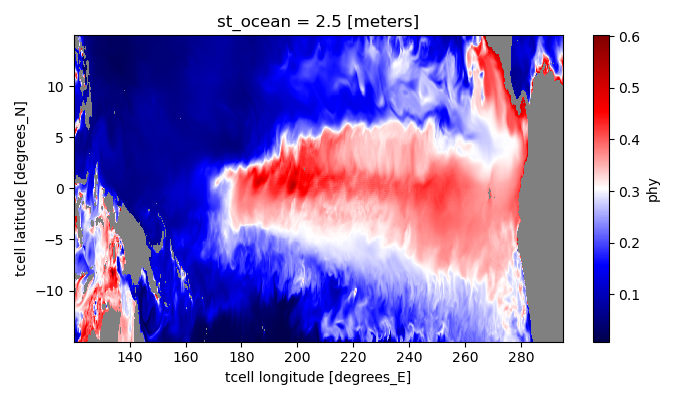 st_ocean = 2.5 [meters]
10
5
0
−5
−10
tcell latitude [degrees_N]
140 160 180 200 220 240 260 280
tcell longitude [degrees_E]
0.6
0.5
0.4
0.3
0.2
0.1
phy